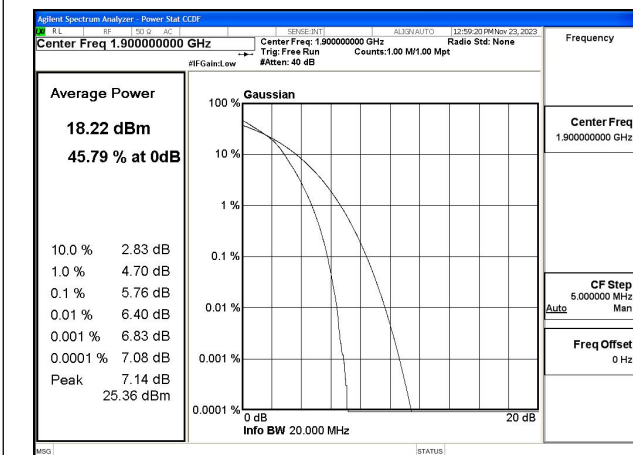 Agilent Spectrum Analyzer - Power Stat CCDF
RL RF 50 Ω AC SENSE:INT ALIGN AUTO 12:59:20 PM Nov 23, 2023
Center Freq 1.900000000 GHz
Center Freq: 1.900000000 GHz Radio Std: None
Trig: Free Run Counts:1.00 M/1.00 Mpt
#IFGain:Low #Atten: 40 dB
Frequency
Average Power
18.22 dBm
45.79 % at 0dB
10.0 % 2.83 dB
1.0 % 4.70 dB
0.1 % 5.76 dB
0.01 % 6.40 dB
0.001 % 6.83 dB
0.0001 % 7.08 dB
Peak 7.14 dB
25.36 dBm
Gaussian
100 %
10 %
1 %
0.1 %
0.01 %
0.001 %
0.0001 %
0 dB 20 dB
Info BW 20.000 MHz
Center Freq
1.900000000 GHz
CF Step
5.000000 MHz
Auto Man
Freq Offset
0 Hz
MSG STATUS